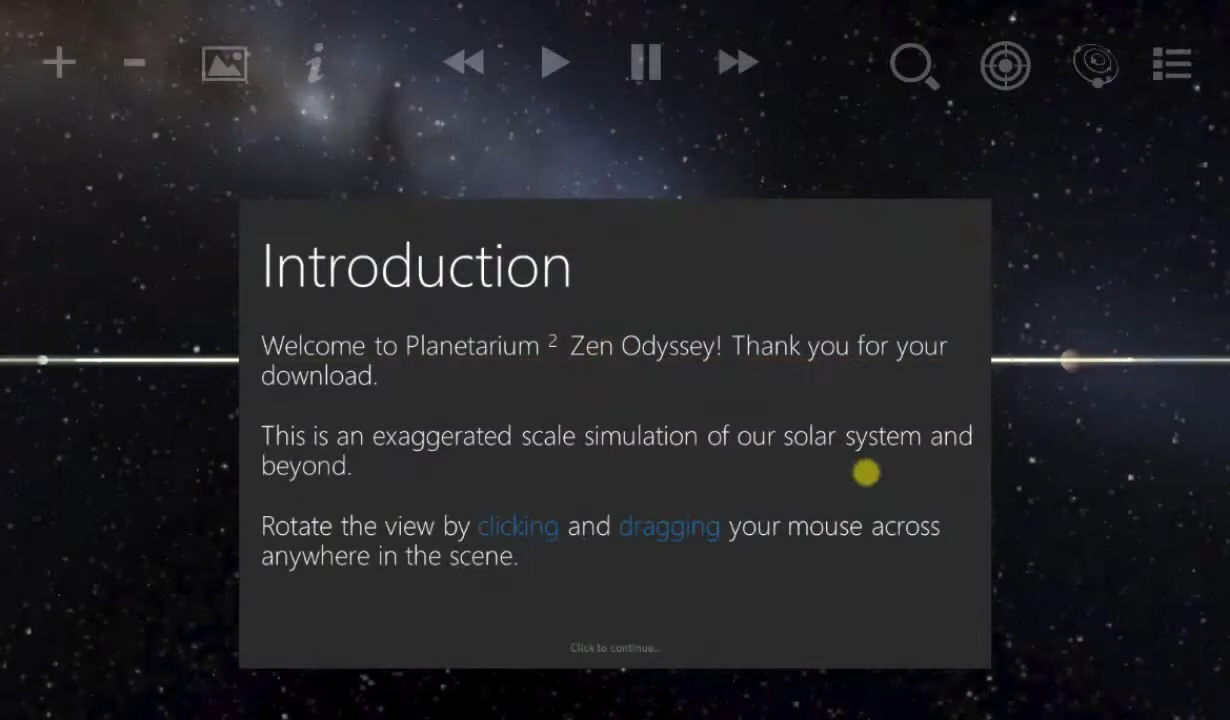 Introduction
Welcome to Planetarium ² Zen Odyssey! Thank you for your
download.
This is an exaggerated scale simulation of our solar system and
beyond.
Rotate the view by clicking and dragging your mouse across
anywhere in the scene.
Click to continue..